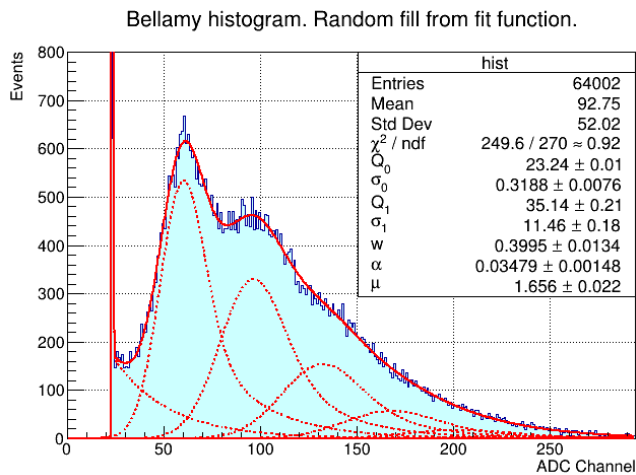 Bellamy histogram. Random fill from fit function.
hist
Entries 64002
Mean 92.75
Std Dev 52.02
χ² / ndf 249.6 / 270 ≈ 0.92
Q₀ 23.24 ± 0.01
σ₀ 0.3188 ± 0.0076
Q₁ 35.14 ± 0.21
σ₁ 11.46 ± 0.18
w 0.3995 ± 0.0134
α 0.03479 ± 0.00148
μ 1.656 ± 0.022
Events
800
700
600
500
400
300
200
100
0
0 50 100 150 200 250
ADC Channel